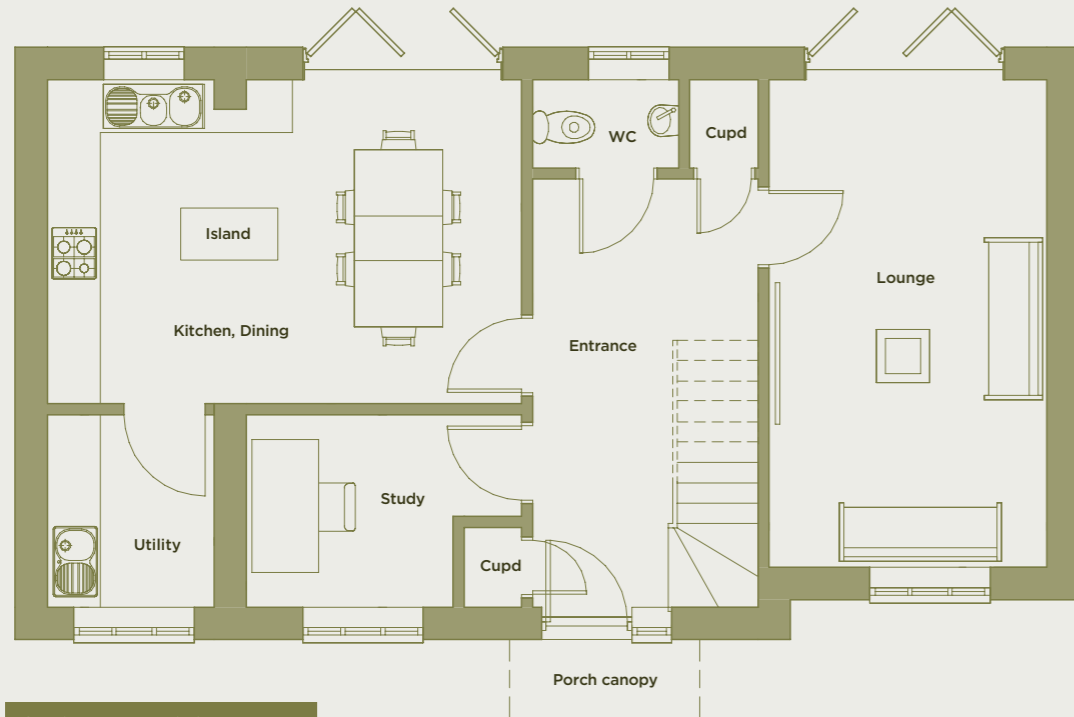 WC
Cupd
Island
Lounge
Kitchen, Dining
Entrance
Study
Utility
Cupd
Porch canopy